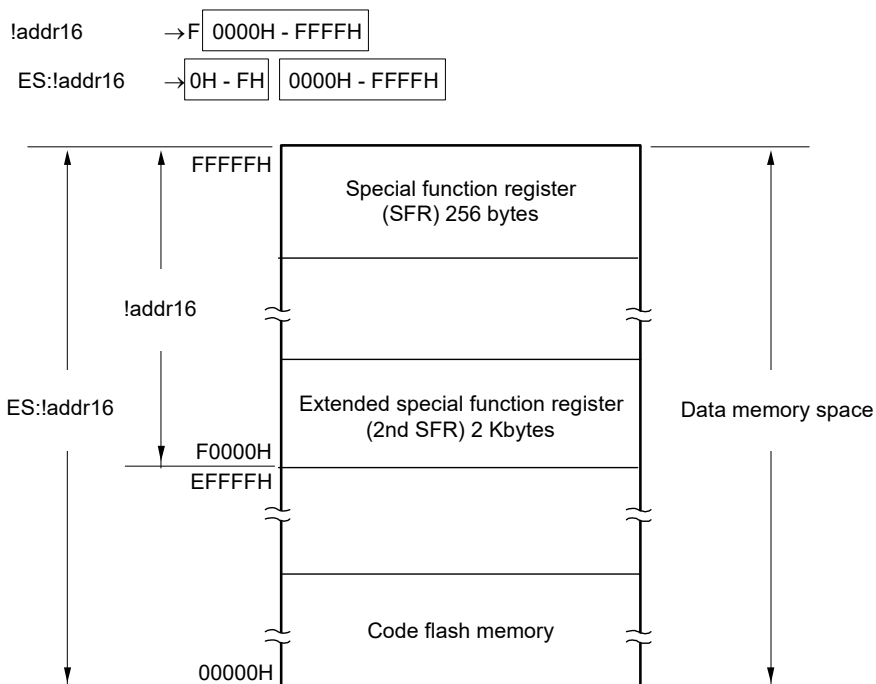 !addr16 →F 0000H - FFFFH
ES:!addr16 →0H - FH 0000H - FFFFH
FFFFFH
Special function register
(SFR) 256 bytes
!addr16
ES:!addr16
Extended special function register
(2nd SFR) 2 Kbytes
Data memory space
F0000H
EFFFFH
Code flash memory
00000H